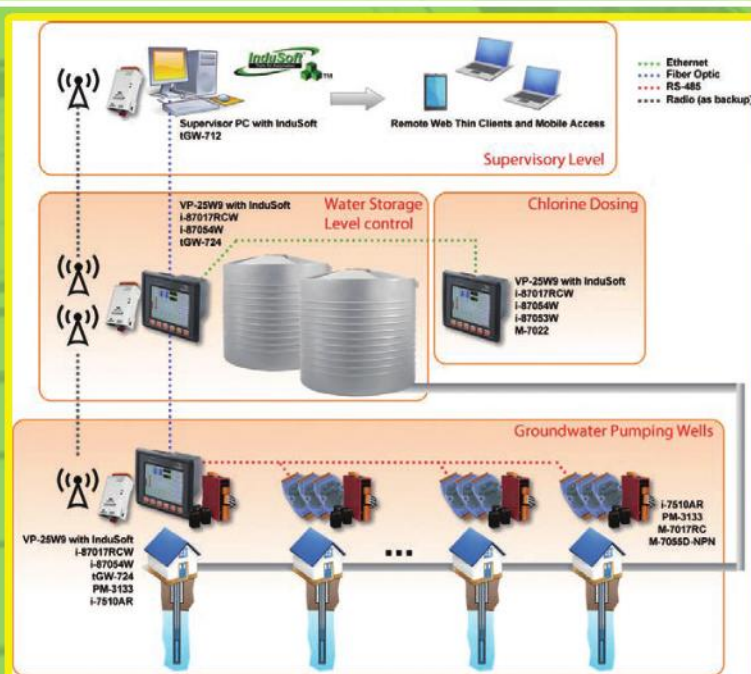 InduSoft
TM
Ethernet
Fiber Optic
RS-485
Radio (as backup)
Supervisor PC with InduSoft
tGW-712
Remote Web Thin Clients and Mobile Access
Supervisory Level
VP-25W9 with InduSoft
i-87017RCW
i-87054W
tGW-724
Water Storage
Level control
Chlorine Dosing
VP-25W9 with InduSoft
i-87017RCW
i-87054W
i-87053W
M-7022
Groundwater Pumping Wells
VP-25W9 with InduSoft
i-87017RCW
i-87054W
tGW-724
PM-3133
i-7510AR
...
i-7510AR
PM-3133
M-7017RC
M-7055D-NPN